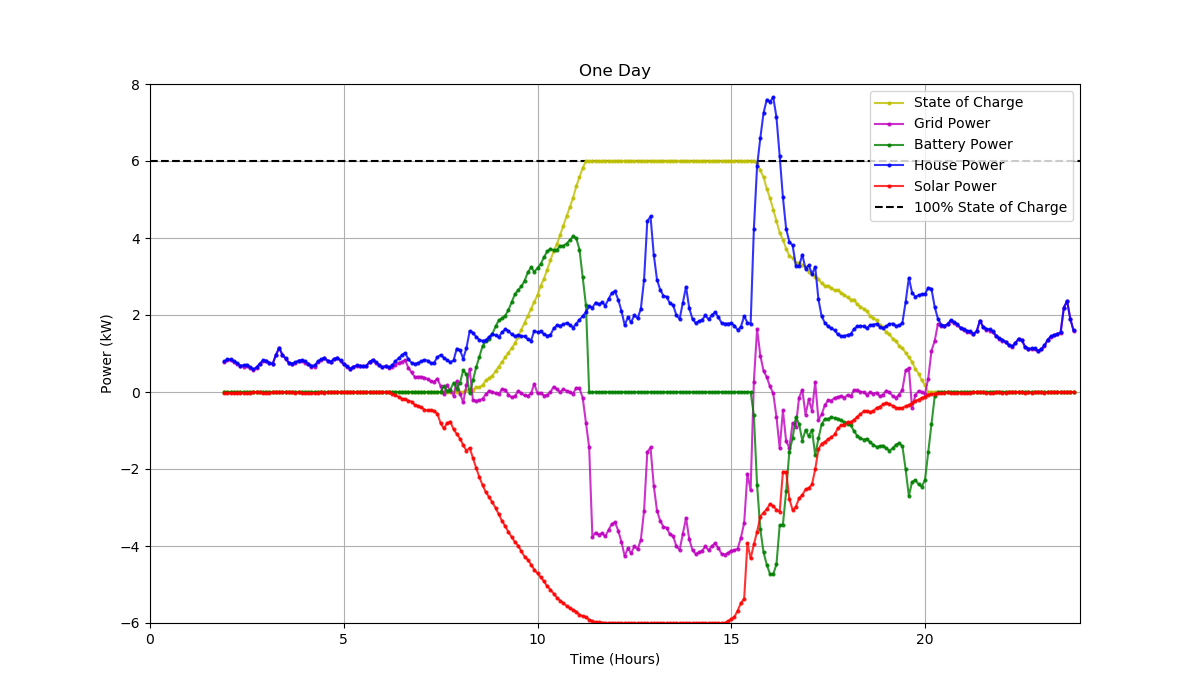 One Day
8
6
4
2
0
−2
−4
−6
Power (kW)
State of Charge
Grid Power
Battery Power
House Power
Solar Power
100% State of Charge
0 5 10 15 20
Time (Hours)